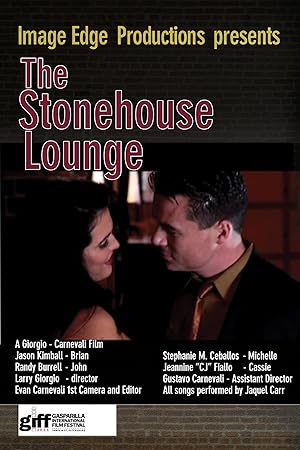 Image Edge Productions presents
The
Stonehouse
Lounge
A Giorgio - Carnevali Film
Jason Kimball - Brian
Randy Burrell - John
Larry Giorgio - director
Evan Carnevali 1st Camera and Editor
Stephanie M. Ceballos - Michelle
Jeannine "CJ" Fiallo - Cassie
Gustavo Carnevali - Assistant Director
All songs performed by Jaquel Carr
giff
GASPARILLA
INTERNATIONAL
FILM FESTIVAL